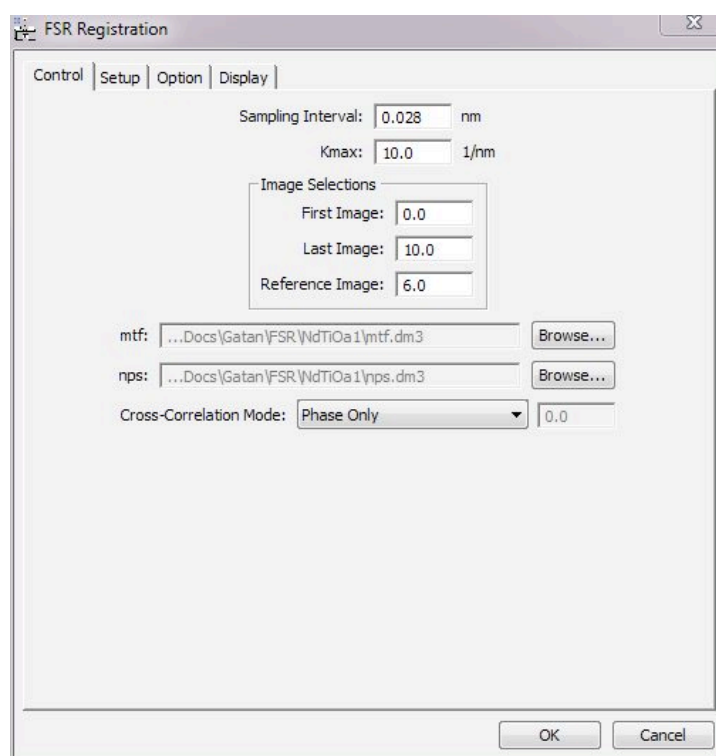 FSR Registration
Control Setup Option Display
Sampling Interval: 0.028 nm
Kmax: 10.0 1/nm
Image Selections
First Image: 0.0
Last Image: 10.0
Reference Image: 6.0
mtf: ...Docs\Gatan\FSR\NdTiOa1\mtf.dm3 Browse...
nps: ...Docs\Gatan\FSR\NdTiOa1\nps.dm3 Browse...
Cross-Correlation Mode: Phase Only 0.0
OK Cancel